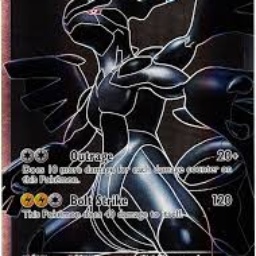 Outrage 20+
Does 10 more damage for each damage counter on
this Pokémon.
Bolt Strike 120
This Pokémon does 40 damage to itself.